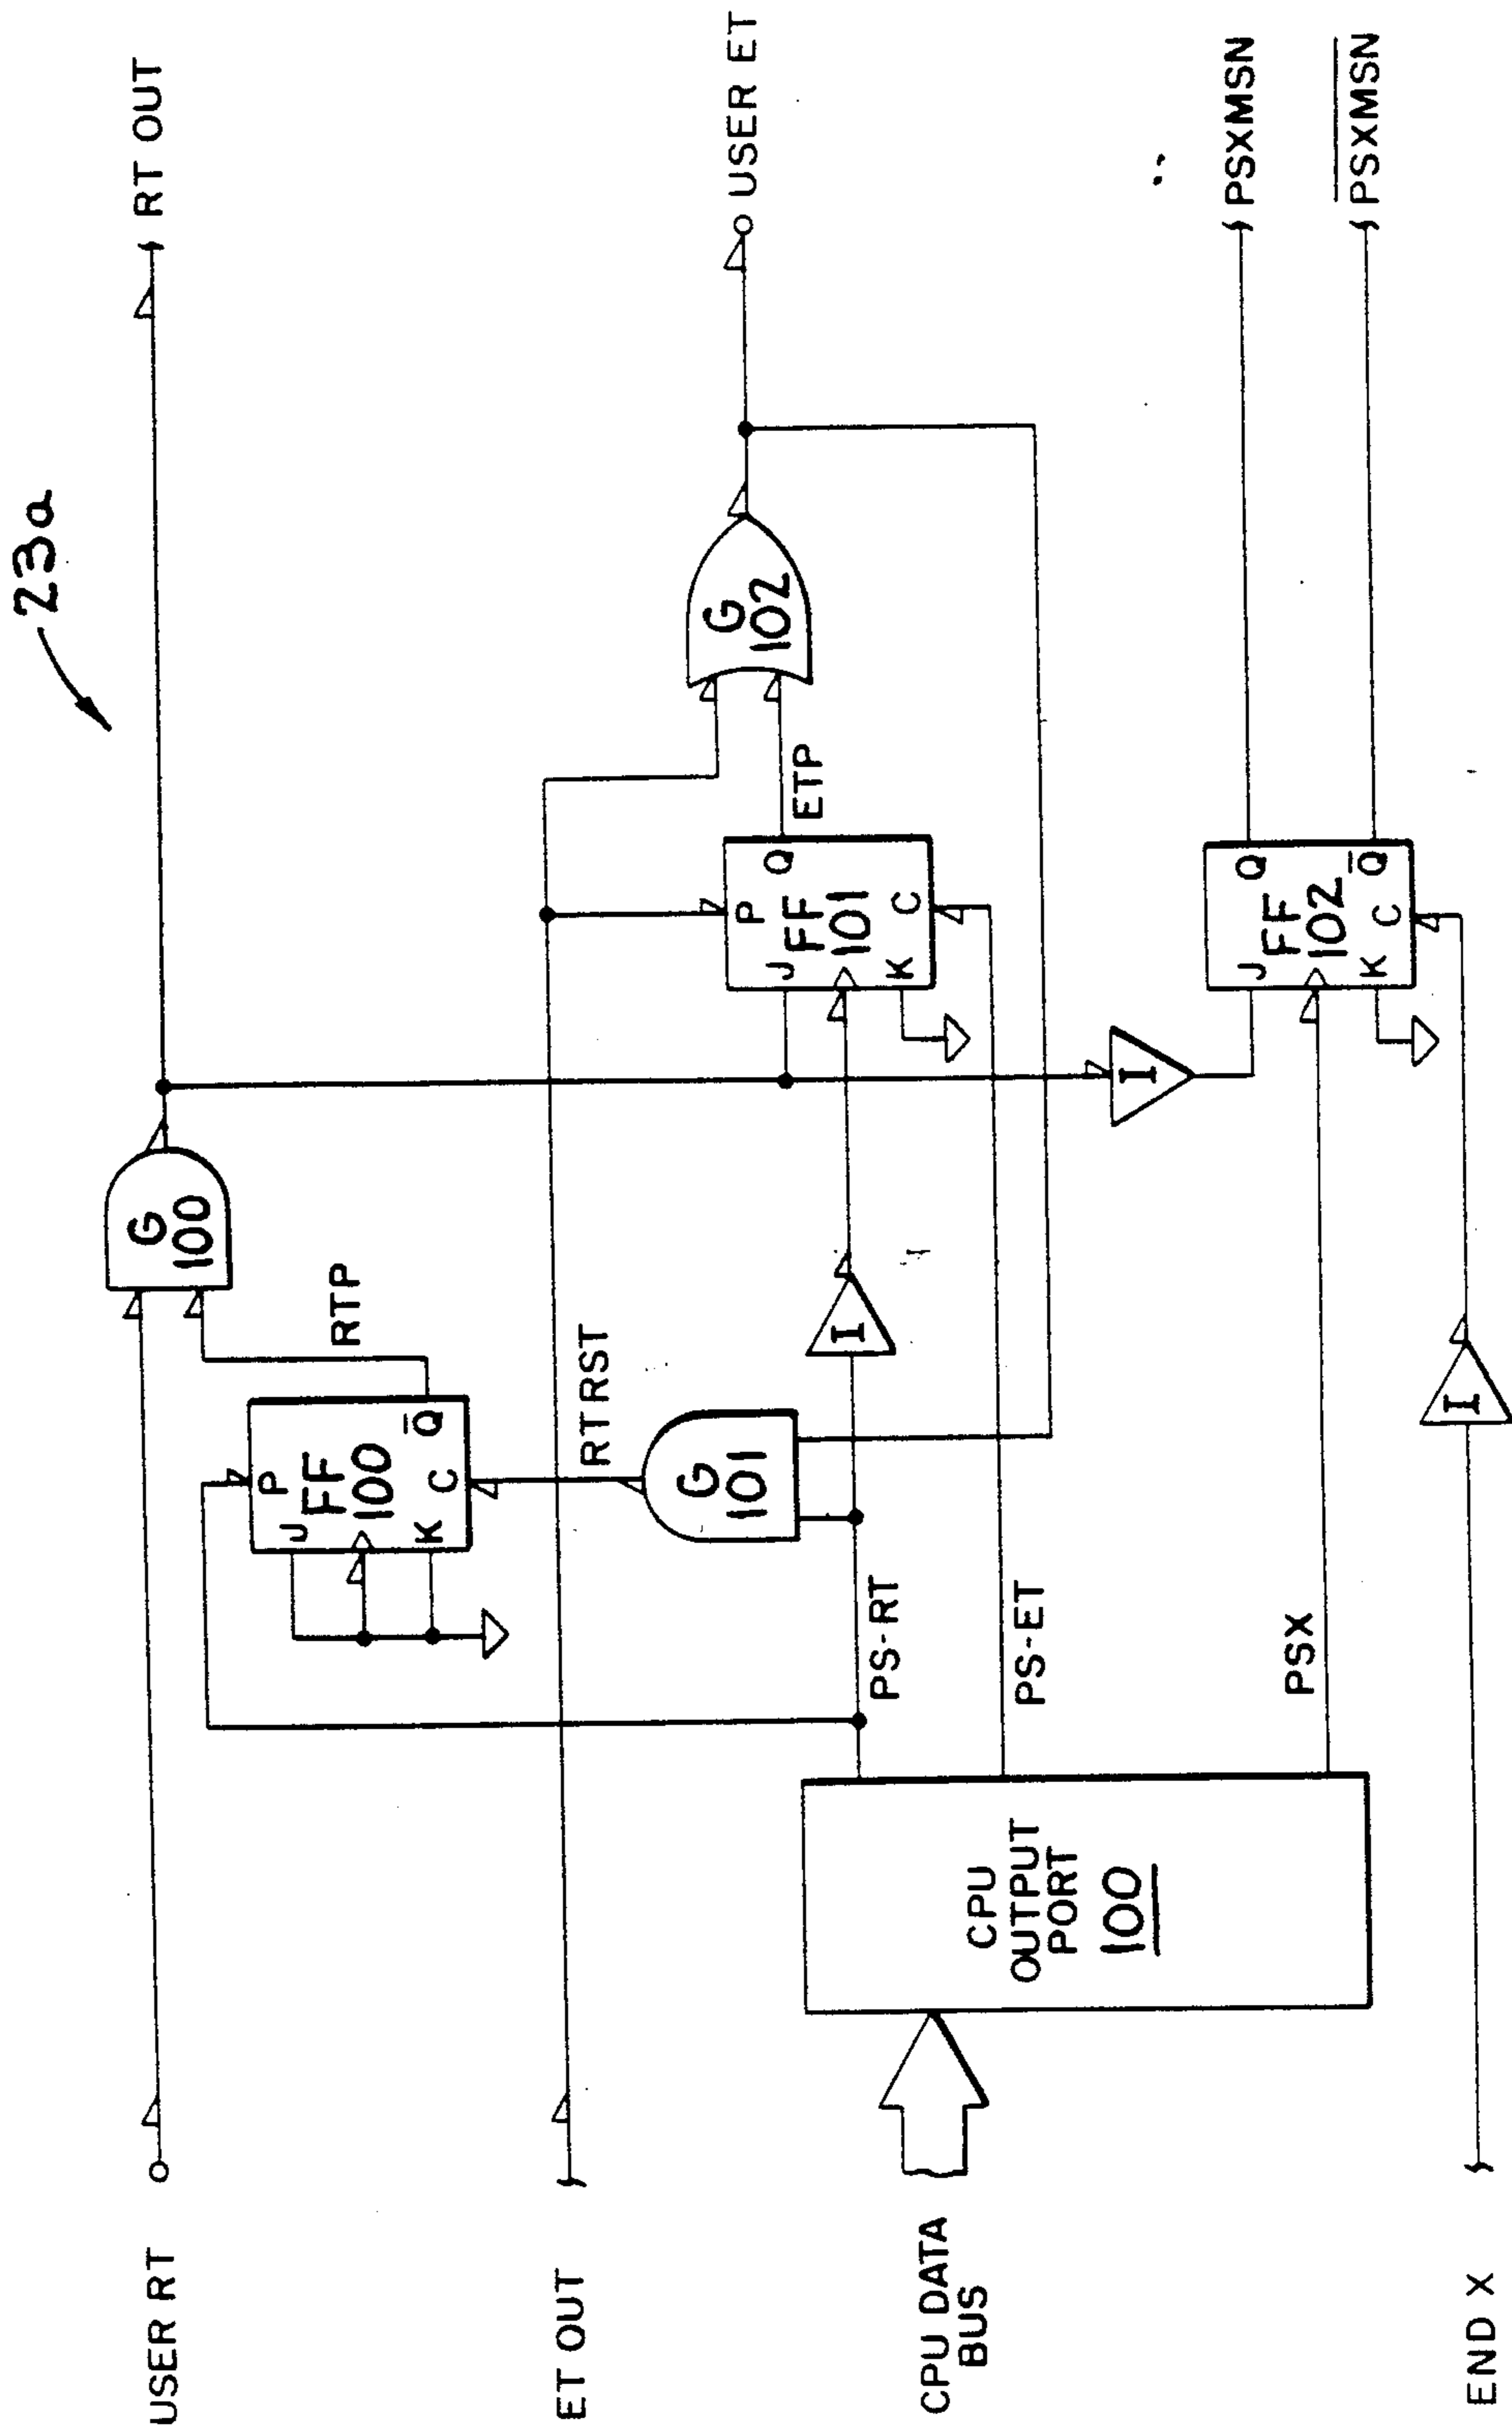 23a
USER RT
RT OUT
G
100
RTP
P
J
FF
100
Q̅
K
C
RTRST
G
101
ET OUT
G
102
USER ET
ETP
P
J
FF
101
Q
K
C
I
I
CPU DATA
BUS
CPU
OUTPUT
PORT
100
PS-RT
PS-ET
PSX
J
FF
102
Q
K
C
Q̅
PSXMSN
P̅S̅X̅M̅S̅N̅
I
END X